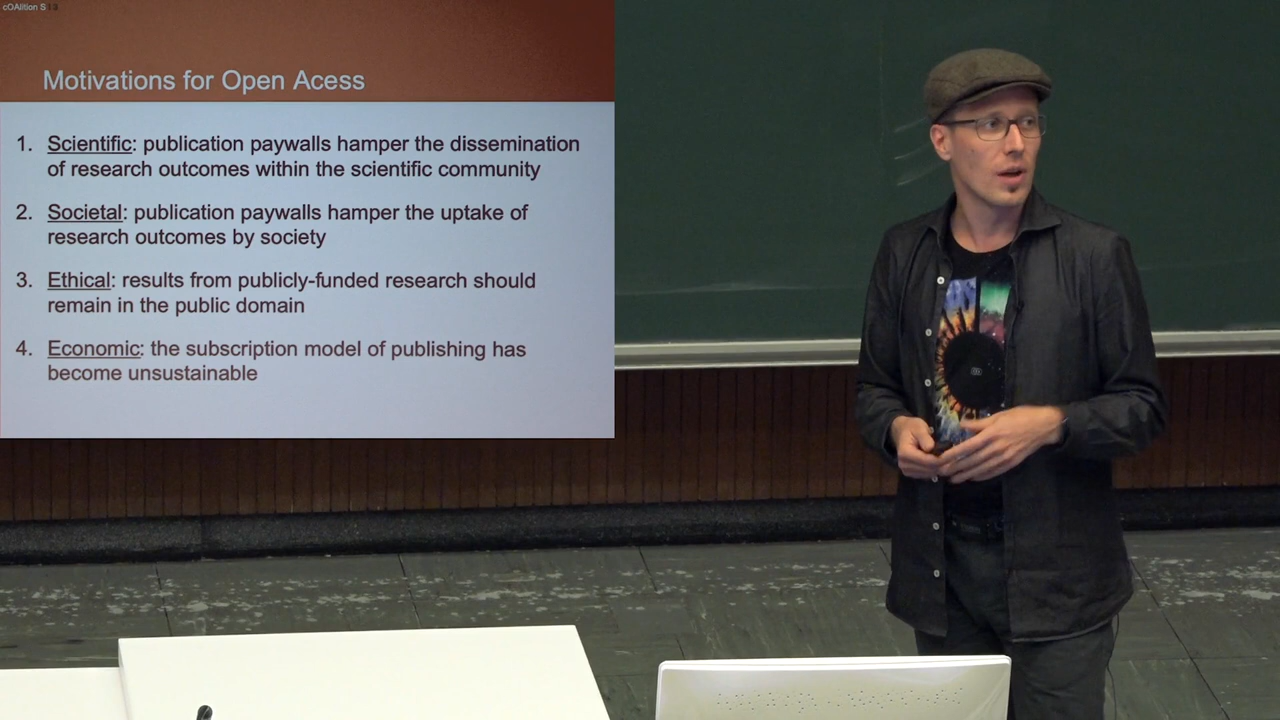 cOAlition S
Motivations for Open Acess
1. Scientific: publication paywalls hamper the dissemination
of research outcomes within the scientific community
2. Societal: publication paywalls hamper the uptake of
research outcomes by society
3. Ethical: results from publicly-funded research should
remain in the public domain
4. Economic: the subscription model of publishing has
become unsustainable